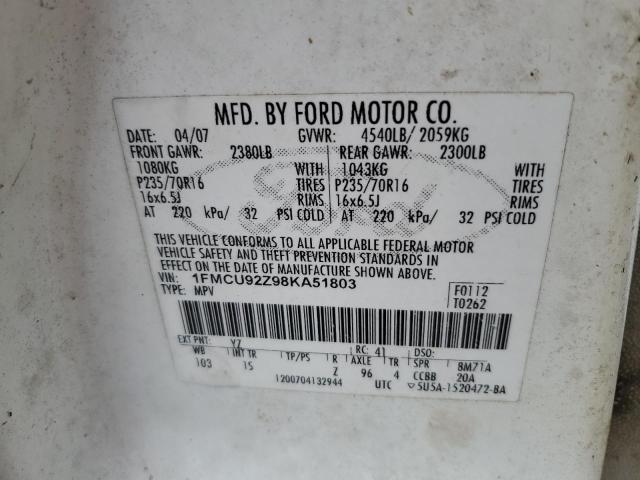 MFD. BY FORD MOTOR CO.
DATE: 04/07 GVWR: 4540LB/ 2059KG
FRONT GAWR: 2380LB REAR GAWR: 2300LB
1080KG WITH 1043KG WITH
P235/70R16 TIRES P235/70R16 TIRES
16x6.5J RIMS 16x6.5J RIMS
AT 220 kPa/ 32 PSI COLD AT 220 kPa/ 32 PSI COLD
THIS VEHICLE CONFORMS TO ALL APPLICABLE FEDERAL MOTOR
VEHICLE SAFETY AND THEFT PREVENTION STANDARDS IN
EFFECT ON THE DATE OF MANUFACTURE SHOWN ABOVE.
VIN: 1FMCU92Z98KA51803 F0112
TYPE: MPV T0262
EXT PNT: YZ RC: 41 DSO:
WB INT TR TP/PS R AXLE TR SPR 8M71A
103 15 Z 96 4 CCBB 20A
1200704132944 UTC ▽5U5A-1520472-BA
Ford